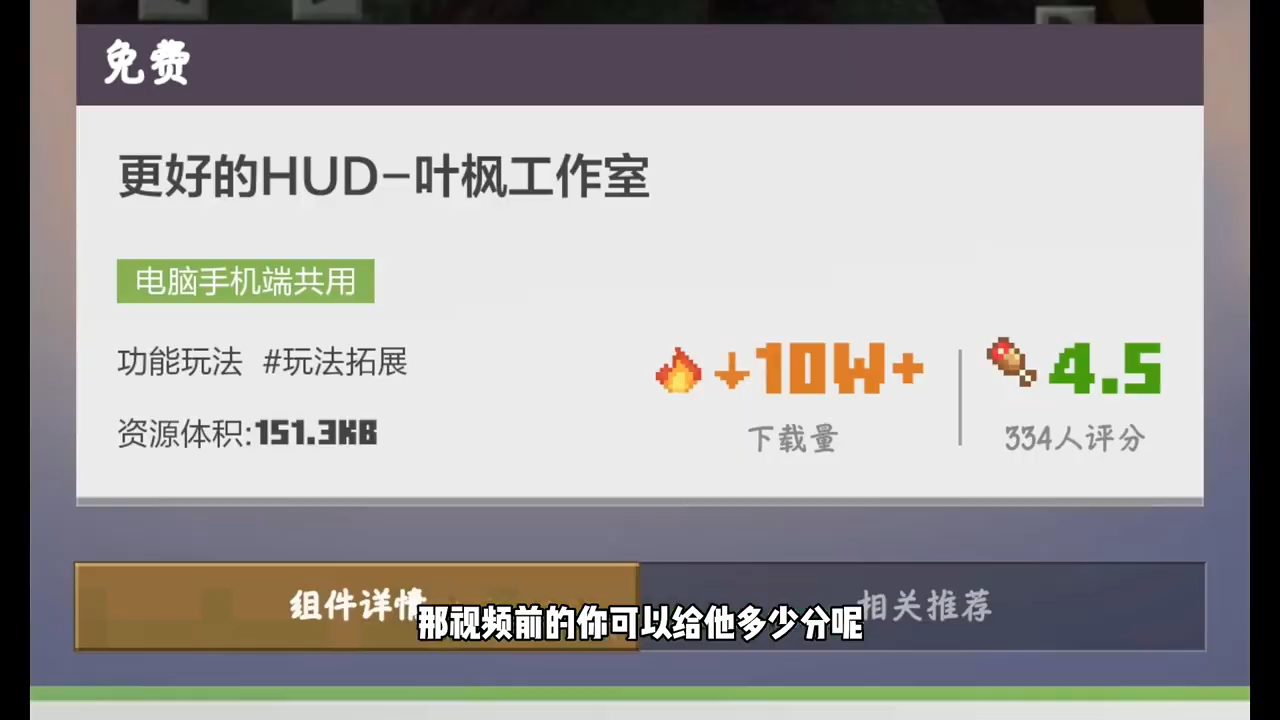 免费
更好的HUD-叶枫工作室
电脑手机端共用
功能玩法 #玩法拓展
资源体积:151.3KB
↓10W+
下载量
4.5
334人评分
组件详情
相关推荐
那视频前的你可以给他多少分呢